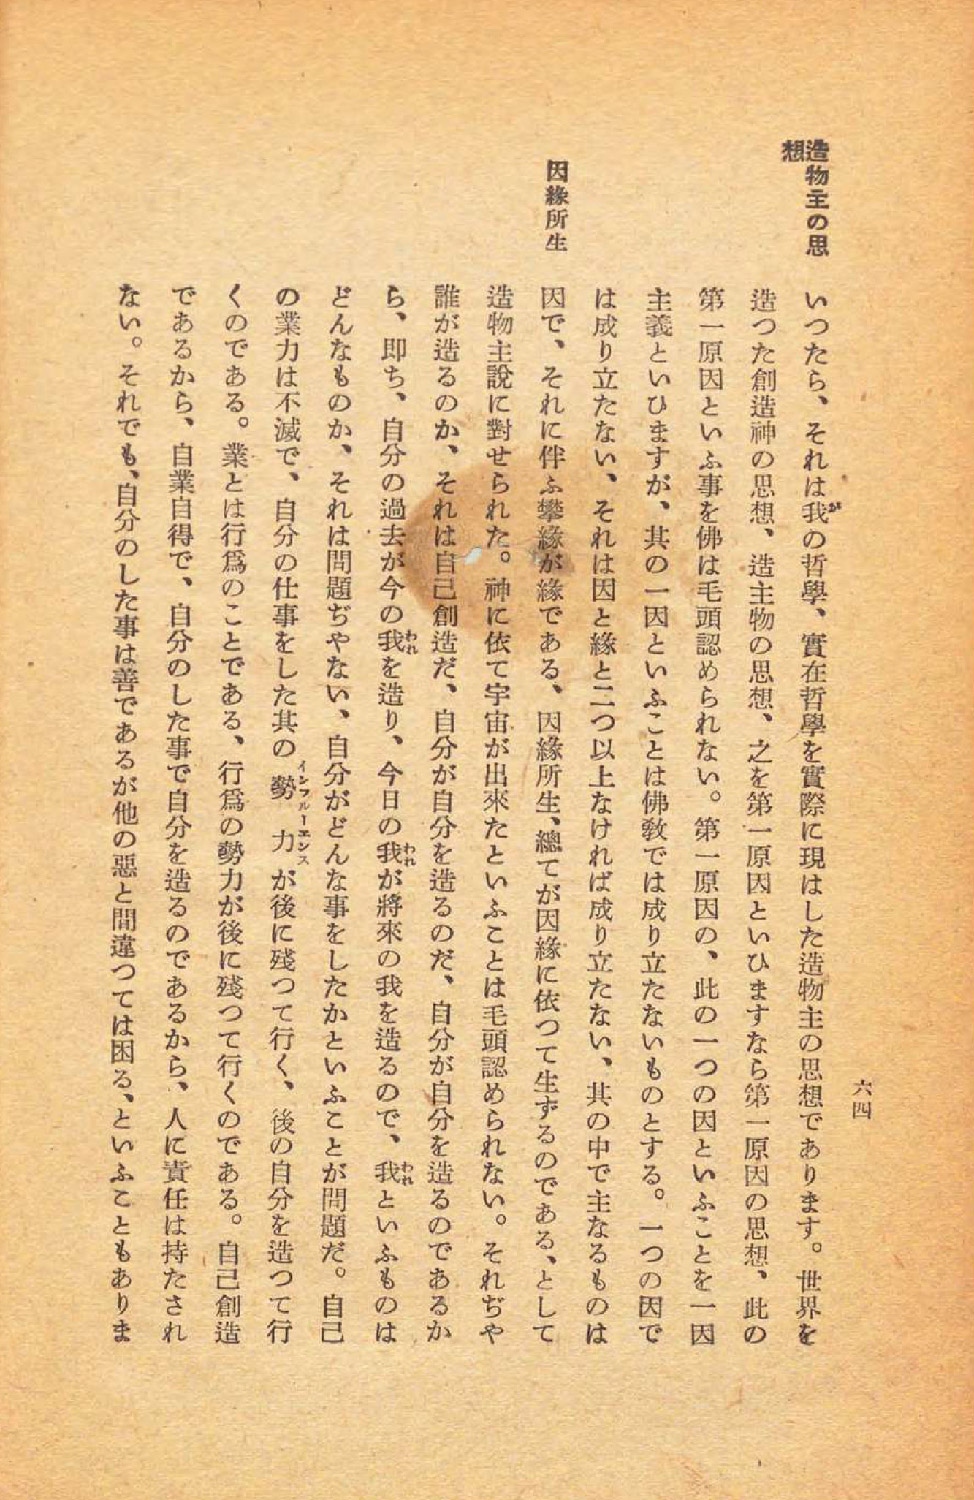 六四
造物主の思
想
いつたら、それは我の哲學、實在哲學を實際に現はした造物主の思想であります。世界を
造つた創造神の思想、造主物の思想、之を第一原因といひますなら第一原因の思想、此の
第一原因といふ事を佛は毛頭認められない。第一原因の、此の一つの因といふことを一因
主義といひますが、其の一因といふことは佛敎では成り立たないものとする。一つの因で
は成り立たない、それは因と緣と二つ以上なければ成り立たない、其の中で主なるものは
因緣所生
因で、それに伴ふ攀緣が緣である、因緣所生、總てが因緣に依つて生ずるのである、として
造物主說に對せられた。神に依て宇宙が出來たといふことは毛頭認められない。それぢや
誰が造るのか、それは自己創造だ、自分が自分を造るのだ、自分が自分を造るのであるか
ら、即ち、自分の過去が今の我を造り、今日の我が將來の我を造るので、我といふものは
どんなものか、それは問題ぢやない、自分がどんな事をしたかといふことが問題だ。自己
の業力は不滅で、自分の仕事をした其の勢力が後に殘つて行く、後の自分を造つて行
くのである。業とは行爲のことである、行爲の勢力が後に殘つて行くのである。自己創造
であるから、自業自得で、自分のした事で自分を造るのであるから、人に責任は持たされ
ない。それでも、自分のした事は善であるが他の惡と間違つては困る、といふこともありま